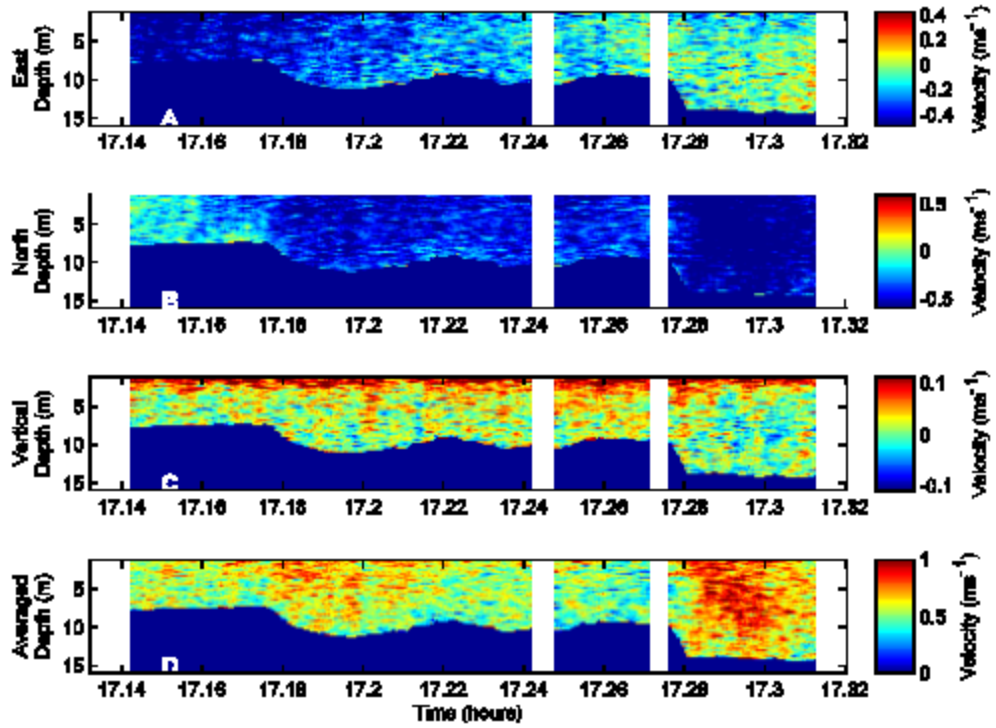 East
Depth (m)
5
10
15
A
17.14 17.16 17.18 17.2 17.22 17.24 17.26 17.28 17.3 17.32
0.4
0.2
0
-0.2
-0.4
Velocity (ms⁻¹)
North
Depth (m)
5
10
15
B
17.14 17.16 17.18 17.2 17.22 17.24 17.26 17.28 17.3 17.32
0.5
0
-0.5
Velocity (ms⁻¹)
Vertical
Depth (m)
5
10
15
C
17.14 17.16 17.18 17.2 17.22 17.24 17.26 17.28 17.3 17.32
0.1
0
-0.1
Velocity (ms⁻¹)
Averaged
Depth (m)
5
10
15
D
17.14 17.16 17.18 17.2 17.22 17.24 17.26 17.28 17.3 17.32
Time (hours)
1
0.5
0
Velocity (ms⁻¹)